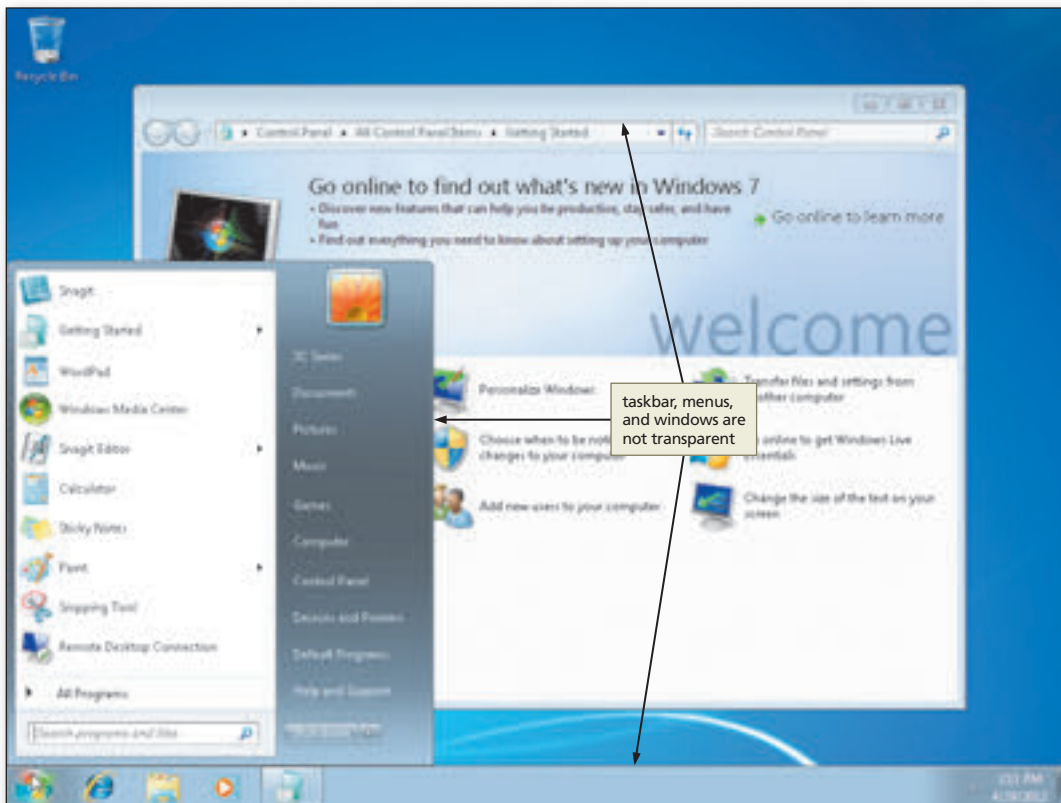 Recycle Bin
Control Panel ▸ All Control Panel Items ▸ Getting Started
Search Control Panel
Go online to find out what's new in Windows 7
• Discover new features that can help you be productive, stay safer, and have
fun
• Find out everything you need to know about setting up your computer
Go online to learn more
welcome
Personalize Windows
Transfer files and settings from
other computer
Choose when to be
changes to your computer
online to get Windows Live
Essentials
Add new users to your computer
Change the size of the text on your
screen
taskbar, menus,
and windows are
not transparent
Snagit
Getting Started
WordPad
Windows Media Center
Snagit Editor
Calculator
Sticky Notes
Paint
Snipping Tool
Remote Desktop Connection
All Programs
Search programs and files
SC Series
Documents
Pictures
Music
Games
Computer
Control Panel
Devices and Printers
Default Programs
Help and Support